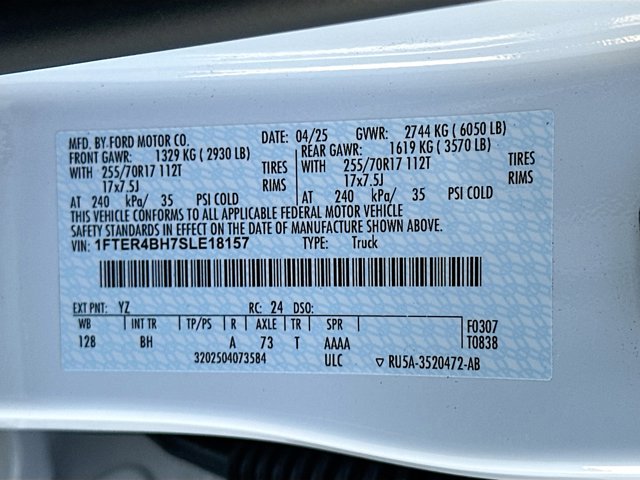 MFD. BY FORD MOTOR CO. DATE: 04/25 GVWR: 2744 KG ( 6050 LB)
FRONT GAWR: 1329 KG ( 2930 LB) REAR GAWR: 1619 KG ( 3570 LB)
WITH 255/70R17 112T TIRES WITH 255/70R17 112T TIRES
17x7.5J RIMS 17x7.5J RIMS
AT 240 kPa/ 35 PSI COLD AT 240 kPa/ 35 PSI COLD
THIS VEHICLE CONFORMS TO ALL APPLICABLE FEDERAL MOTOR VEHICLE
SAFETY STANDARDS IN EFFECT ON THE DATE OF MANUFACTURE SHOWN ABOVE.
VIN: 1FTER4BH7SLE18157 TYPE: Truck
EXT PNT: YZ RC: 24 DSO:
WB INT TR TP/PS R AXLE TR SPR F0307
128 BH A 73 T AAAA T0838
3202504073584 ULC ▽ RU5A-3520472-AB